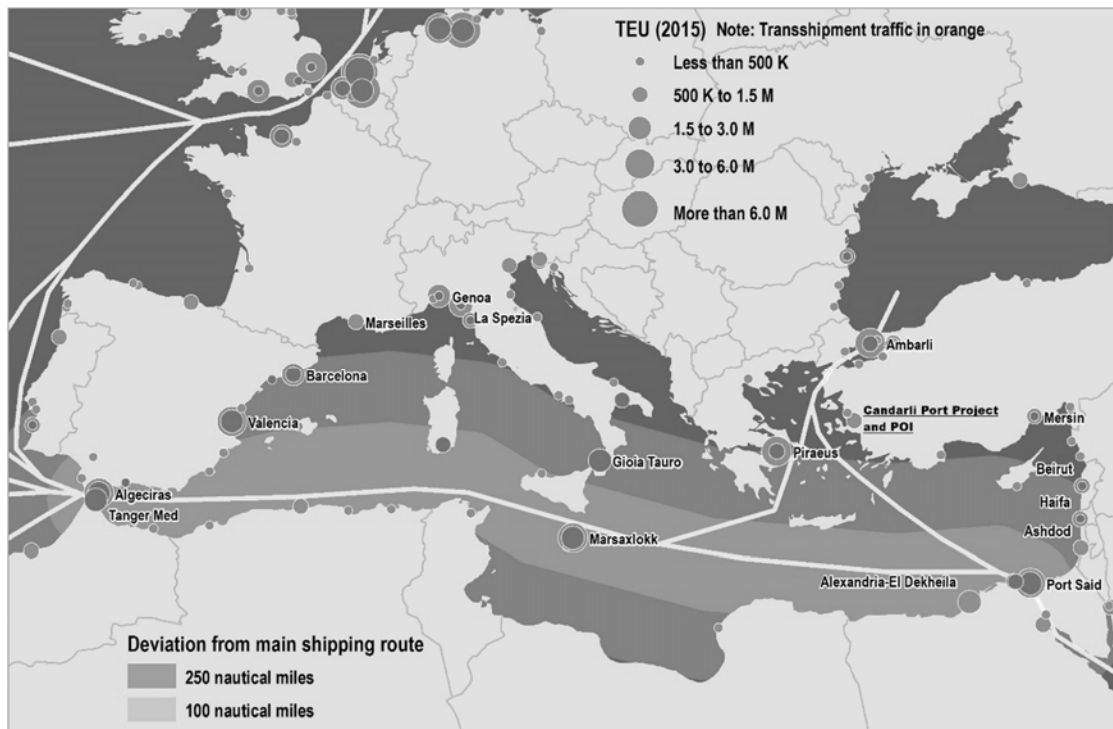 TEU (2015) Note: Transshipment traffic in orange
Less than 500 K
500 K to 1.5 M
1.5 to 3.0 M
3.0 to 6.0 M
More than 6.0 M
Genoa
La Spezia
Marseilles
Ambarli
Barcelona
Valencia
Candarli Port Project
and POI
Mersin
Piraeus
Gioia Tauro
Beirut
Algeciras
Haifa
Tanger Med
Ashdod
Marsaxlokk
Alexandria-El Dekheila
Port Said
Deviation from main shipping route
250 nautical miles
100 nautical miles